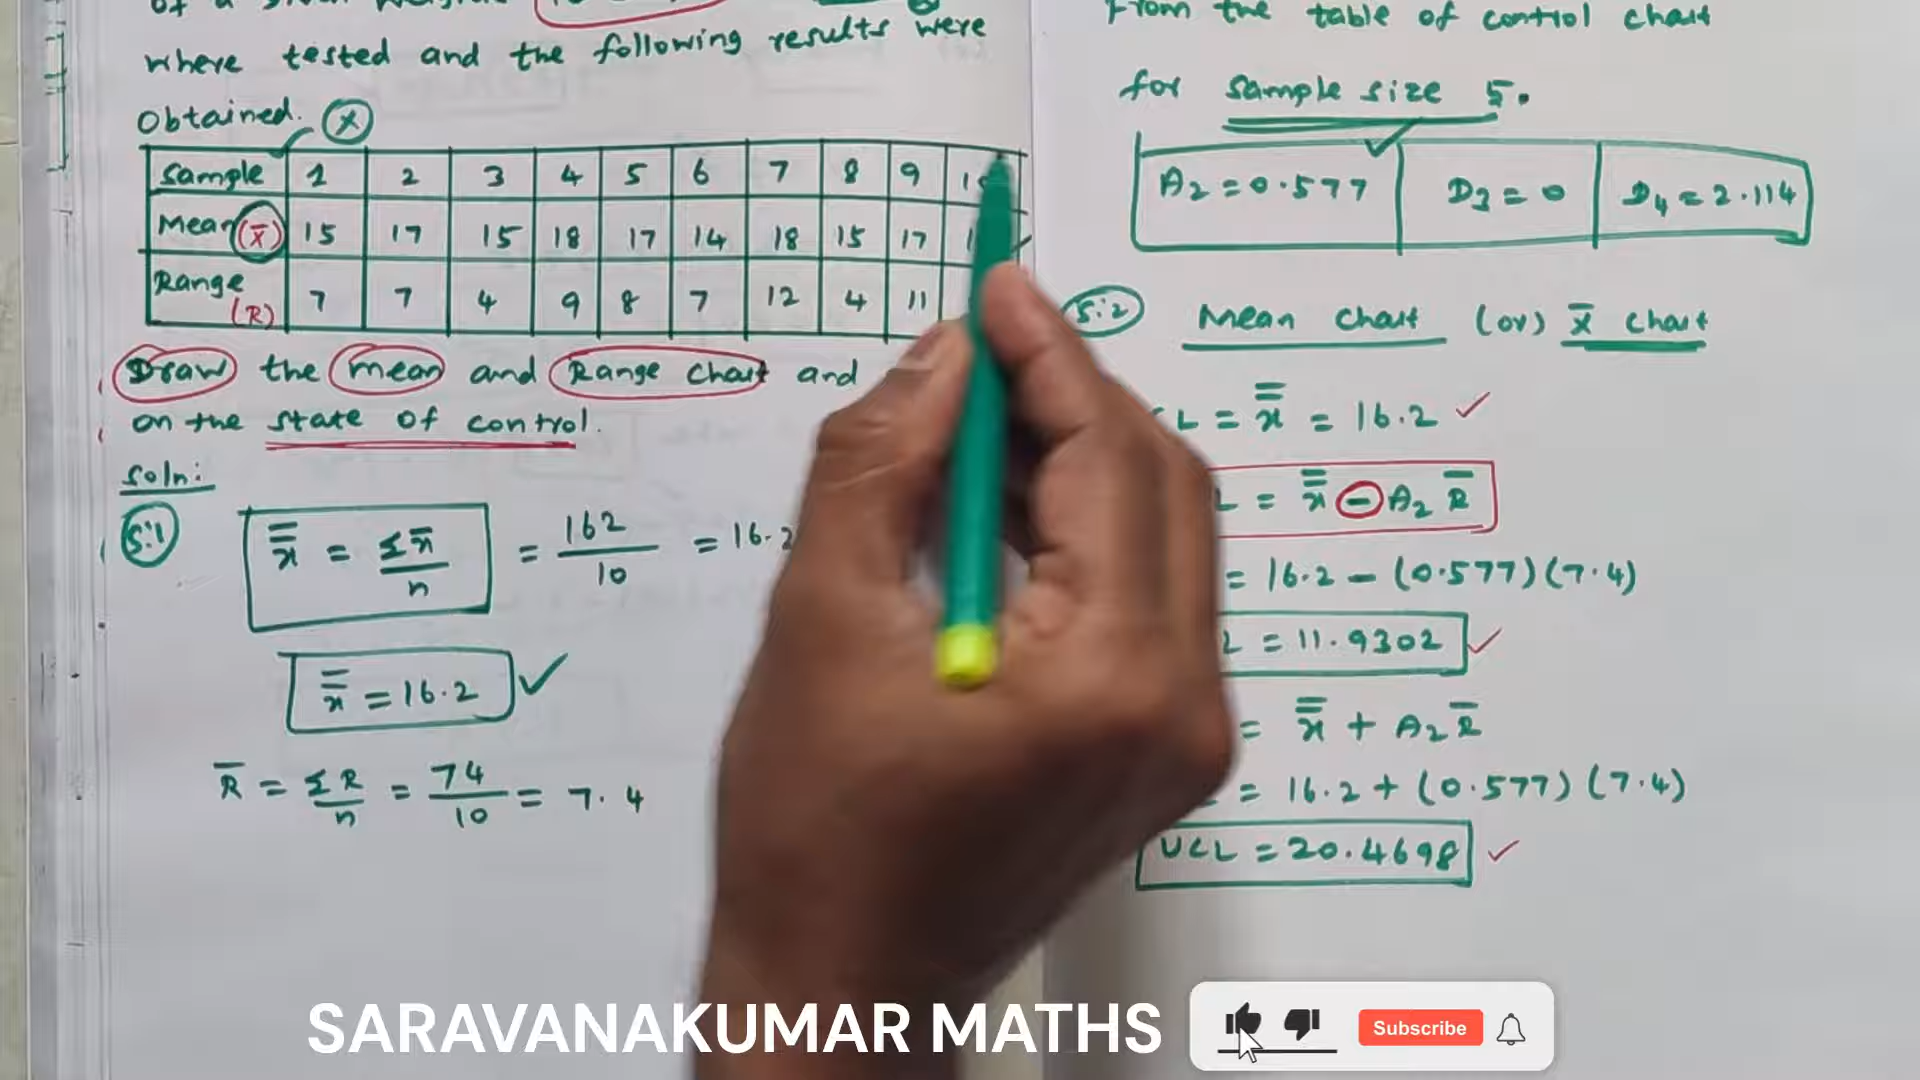 of a given
where tested and the following results were
Obtained. X
Sample 1 2 3 4 5 6 7 8 9
Mean (x̄) 15 17 15 18 17 14 18 15 17
Range (R) 7 7 4 9 8 7 12 4 11
Draw the mean and Range chart and
on the state of control.
Soln:
S:1
x̿ = Σx̄/n = 162/10 = 16.2
x̿ = 16.2 ✓
R̄ = ΣR/n = 74/10 = 7.4
From the table of control chart
for sample size 5.
A₂ = 0.577 D₃ = 0 D₄ = 2.114
S:2 Mean chart (or) x̄ chart
L = x̿ = 16.2 ✓
L = x̿ - A₂ R̄
= 16.2 - (0.577)(7.4)
= 11.9302 ✓
= x̿ + A₂ R̄
= 16.2 + (0.577)(7.4)
UCL = 20.4698 ✓
SARAVANAKUMAR MATHS
Subscribe